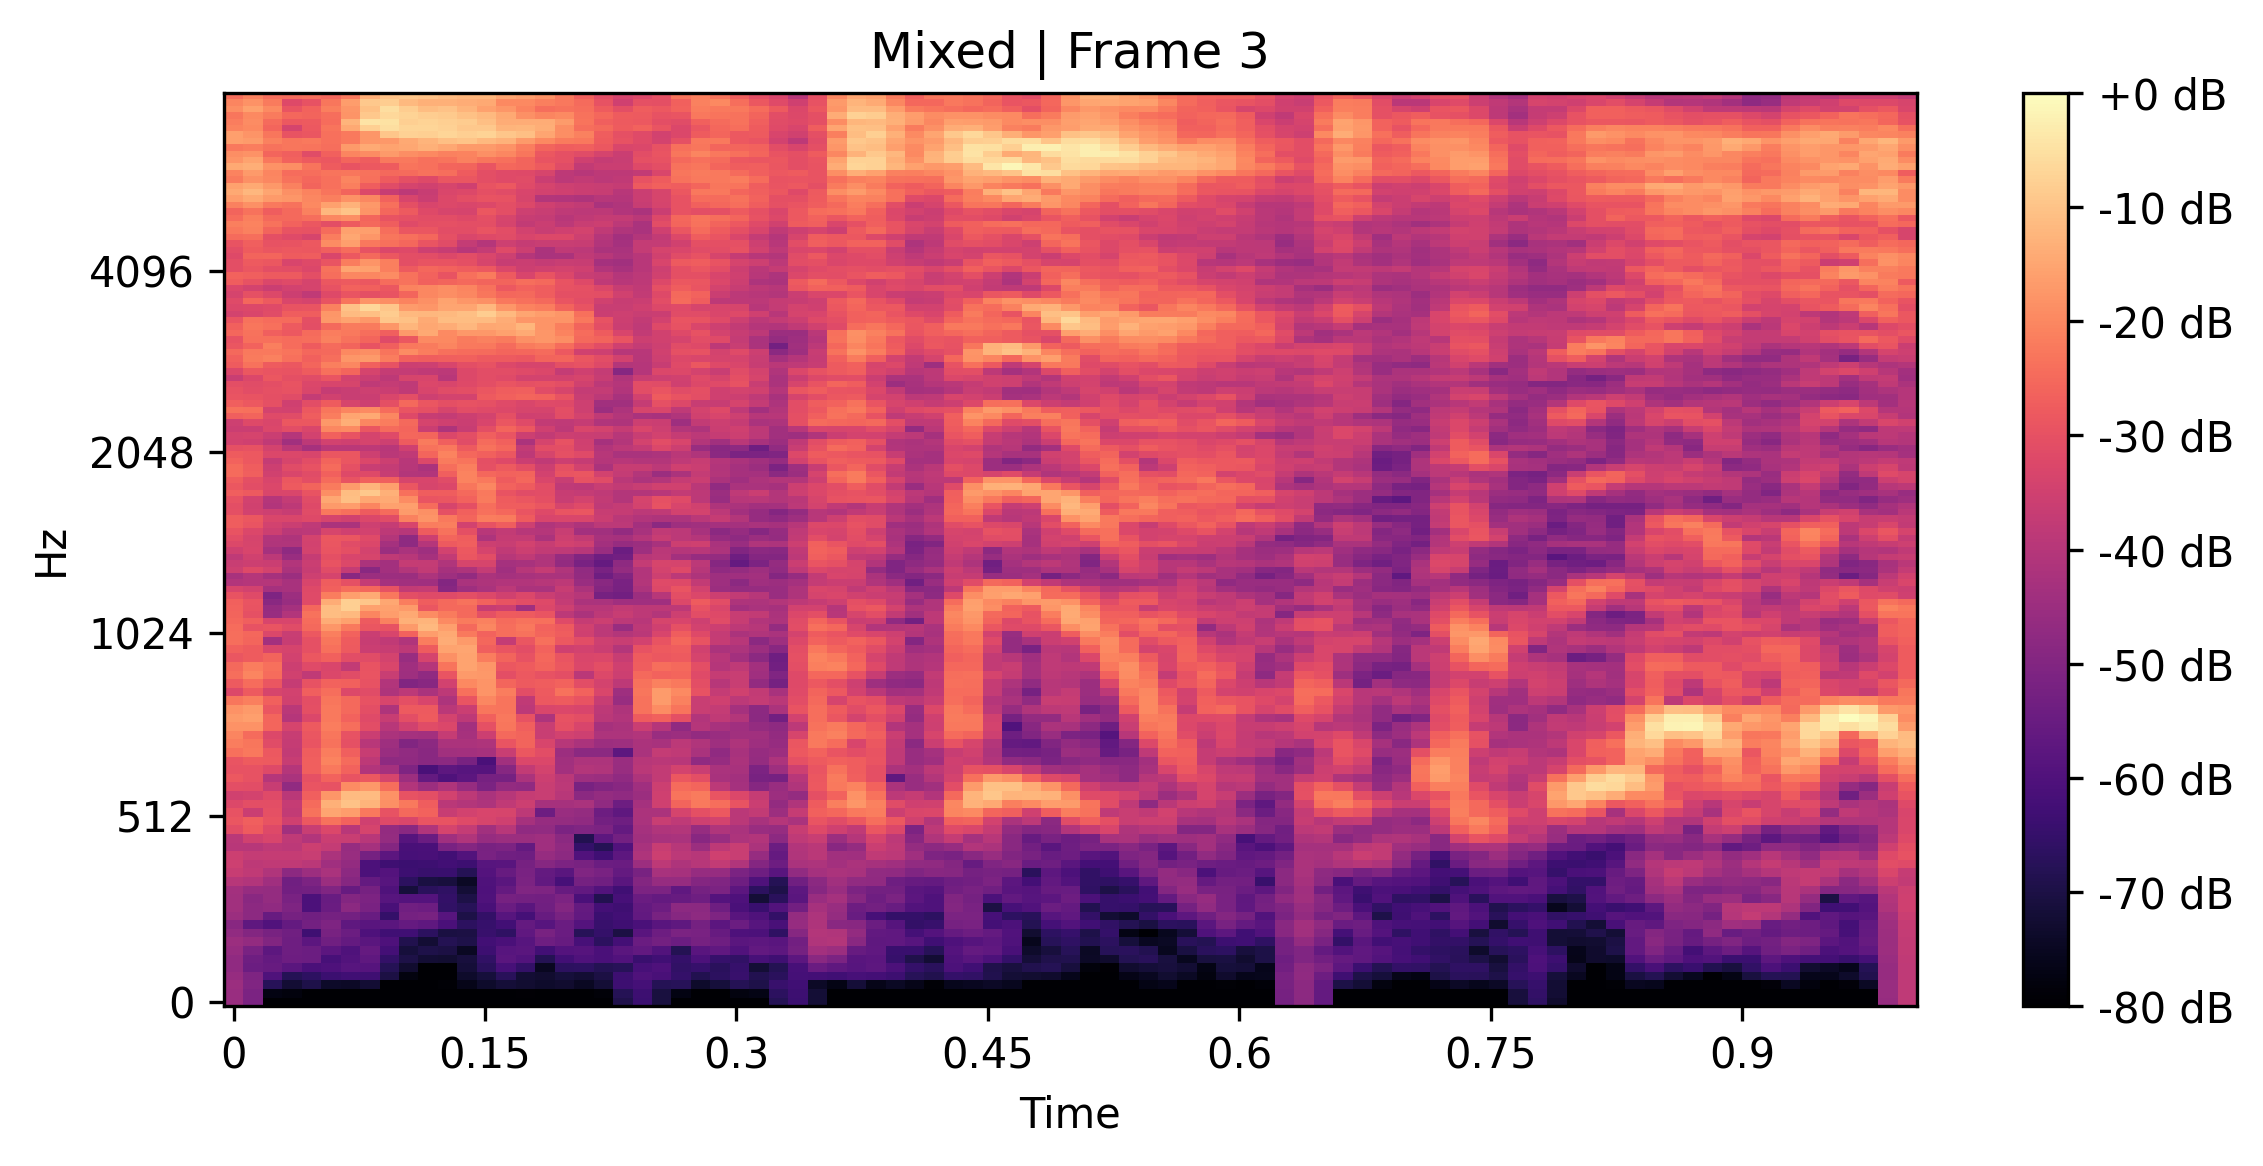 Mixed | Frame 3
Hz
4096
2048
1024
512
0
0 0.15 0.3 0.45 0.6 0.75 0.9
Time
+0 dB
-10 dB
-20 dB
-30 dB
-40 dB
-50 dB
-60 dB
-70 dB
-80 dB